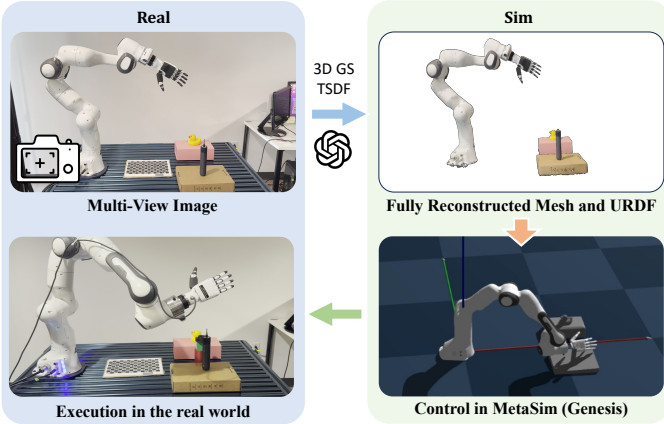 Real
Sim
3D GS
TSDF
Multi-View Image
Fully Reconstructed Mesh and URDF
Execution in the real world
Control in MetaSim (Genesis)